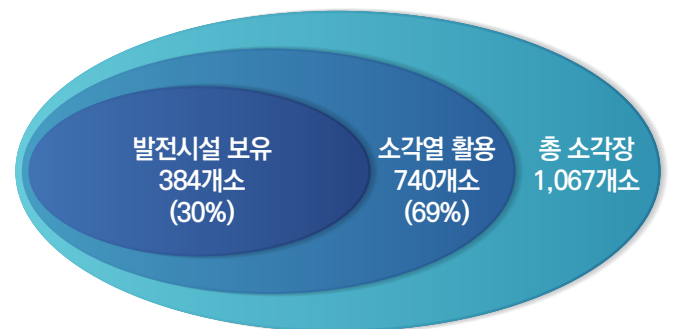 발전시설 보유
384개소
(30%)
소각열 활용
740개소
(69%)
총 소각장
1,067개소